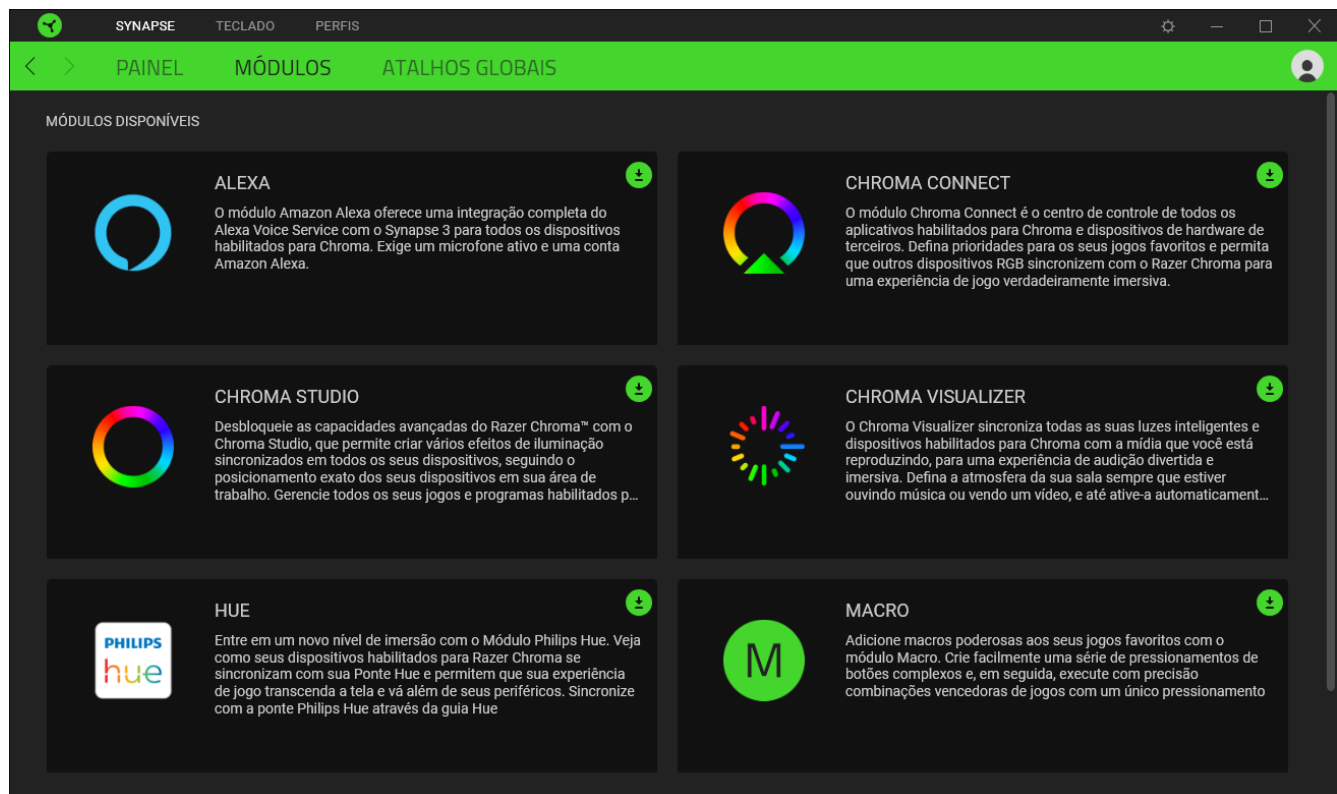 SYNAPSE TECLADO PERFIS
PAINEL MÓDULOS ATALHOS GLOBAIS
MÓDULOS DISPONÍVEIS
ALEXA
O módulo Amazon Alexa oferece uma integração completa do
Alexa Voice Service com o Synapse 3 para todos os dispositivos
habilitados para Chroma. Exige um microfone ativo e uma conta
Amazon Alexa.
CHROMA CONNECT
O módulo Chroma Connect é o centro de controle de todos os
aplicativos habilitados para Chroma e dispositivos de hardware de
terceiros. Defina prioridades para os seus jogos favoritos e permita
que outros dispositivos RGB sincronizem com o Razer Chroma para
uma experiência de jogo verdadeiramente imersiva.
CHROMA STUDIO
Desbloqueie as capacidades avançadas do Razer Chroma™ com o
Chroma Studio, que permite criar vários efeitos de iluminação
sincronizados em todos os seus dispositivos, seguindo o
posicionamento exato dos seus dispositivos em sua área de
trabalho. Gerencie todos os seus jogos e programas habilitados p...
CHROMA VISUALIZER
O Chroma Visualizer sincroniza todas as suas luzes inteligentes e
dispositivos habilitados para Chroma com a mídia que você está
reproduzindo, para uma experiência de audição divertida e
imersiva. Defina a atmosfera da sua sala sempre que estiver
ouvindo música ou vendo um vídeo, e até ative-a automaticament...
PHILIPS
hue
HUE
Entre em um novo nível de imersão com o Módulo Philips Hue. Veja
como seus dispositivos habilitados para Razer Chroma se
sincronizam com sua Ponte Hue e permitem que sua experiência
de jogo transcenda a tela e vá além de seus periféricos. Sincronize
com a ponte Philips Hue através da guia Hue
M
MACRO
Adicione macros poderosas aos seus jogos favoritos com o
módulo Macro. Crie facilmente uma série de pressionamentos de
botões complexos e, em seguida, execute com precisão
combinações vencedoras de jogos com um único pressionamento